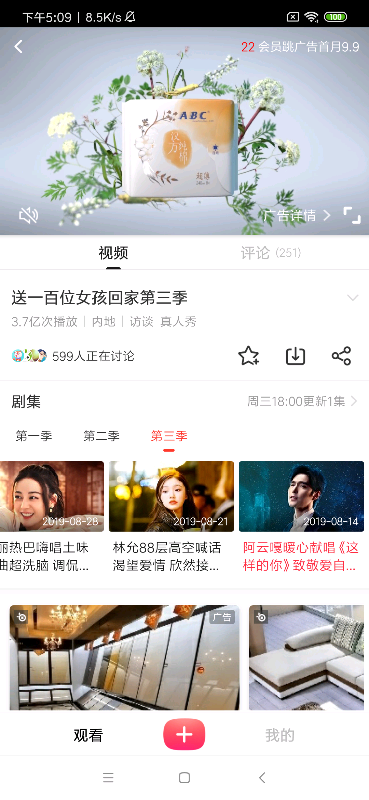 下午5:09 | 8.5K/s
100
22 会员跳广告首月9.9
ABC
汉方
广告详情
视频
评论 (251)
送一百位女孩回家第三季
3.7亿次播放 | 内地 | 访谈 真人秀
599人正在讨论
剧集
周三18:00更新1集
第一季
第二季
第三季
2019-08-28
2019-08-21
2019-08-14
丽热巴嗨唱土味
曲超洗脑 调侃...
林允88层高空喊话
渴望爱情 欣然接...
阿云嘎暖心献唱《这
样的你》致敬爱自...
广告
观看
我的